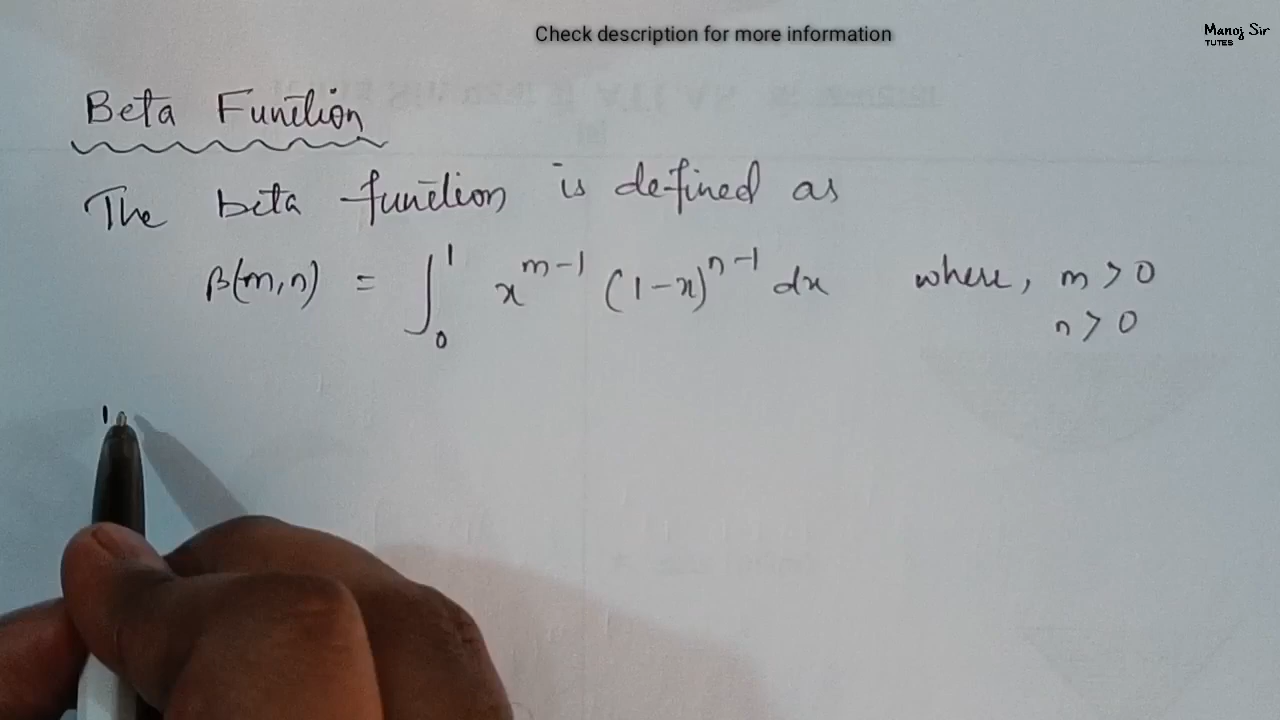 Check description for more information
Manoj Sir
TUTES
Beta Function
The beta function is defined as
β(m,n) = ∫₀¹ x^{m-1} (1-x)^{n-1} dx where, m > 0
n > 0
1